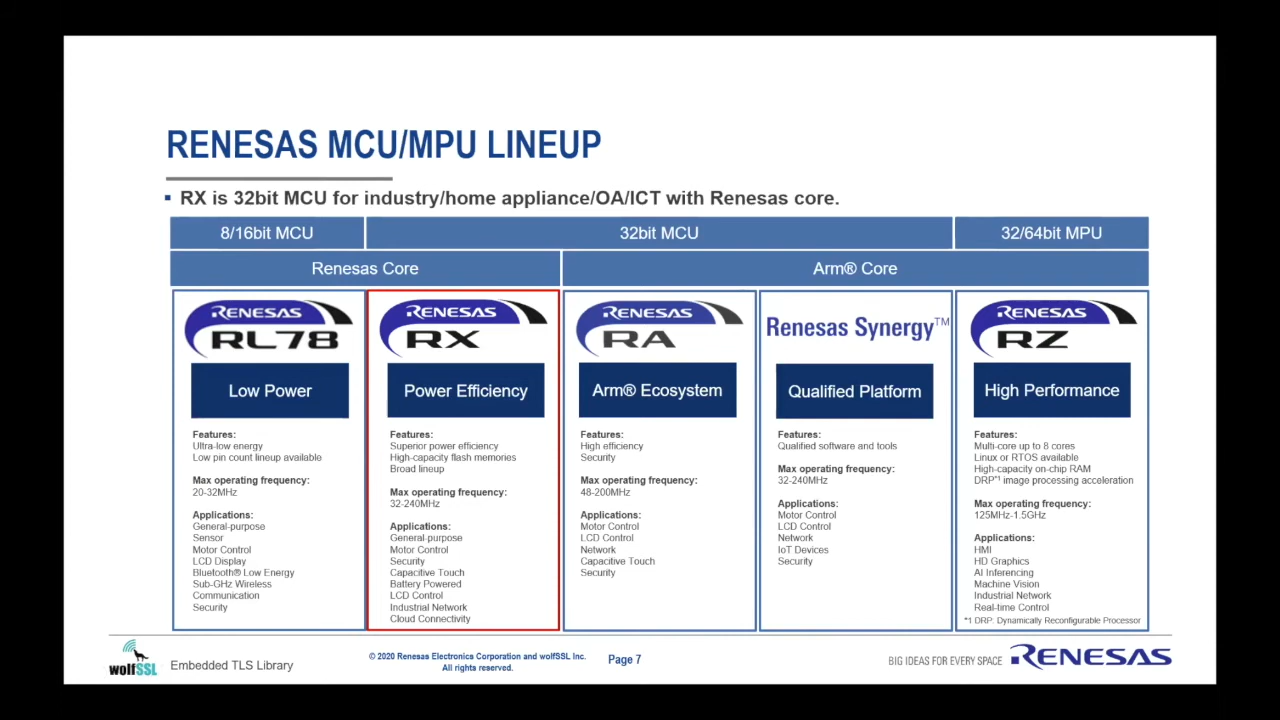 RENESAS MCU/MPU LINEUP
▪ RX is 32bit MCU for industry/home appliance/OA/ICT with Renesas core.
8/16bit MCU
32bit MCU
32/64bit MPU
Renesas Core
Arm® Core
RENESAS
RL78
Low Power
Features:
Ultra-low energy
Low pin count lineup available
Max operating frequency:
20-32MHz
Applications:
General-purpose
Sensor
Motor Control
LCD Display
Bluetooth® Low Energy
Sub-GHz Wireless
Communication
Security
RENESAS
RX
Power Efficiency
Features:
Superior power efficiency
High-capacity flash memories
Broad lineup
Max operating frequency:
32-240MHz
Applications:
General-purpose
Motor Control
Security
Capacitive Touch
Battery Powered
LCD Control
Industrial Network
Cloud Connectivity
RENESAS
RA
Arm® Ecosystem
Features:
High efficiency
Security
Max operating frequency:
48-200MHz
Applications:
Motor Control
LCD Control
Network
Capacitive Touch
Security
Renesas Synergy™
Qualified Platform
Features:
Qualified software and tools
Max operating frequency:
32-240MHz
Applications:
Motor Control
LCD Control
Network
IoT Devices
Security
RENESAS
RZ
High Performance
Features:
Multi-core up to 8 cores
Linux or RTOS available
High-capacity on-chip RAM
DRP*1 image processing acceleration
Max operating frequency:
125MHz-1.5GHz
Applications:
HMI
HD Graphics
AI Inferencing
Machine Vision
Industrial Network
Real-time Control
*1 DRP: Dynamically Reconfigurable Processor
wolfSSL
Embedded TLS Library
© 2020 Renesas Electronics Corporation and wolfSSL Inc.
All rights reserved.
Page 7
BIG IDEAS FOR EVERY SPACE
RENESAS